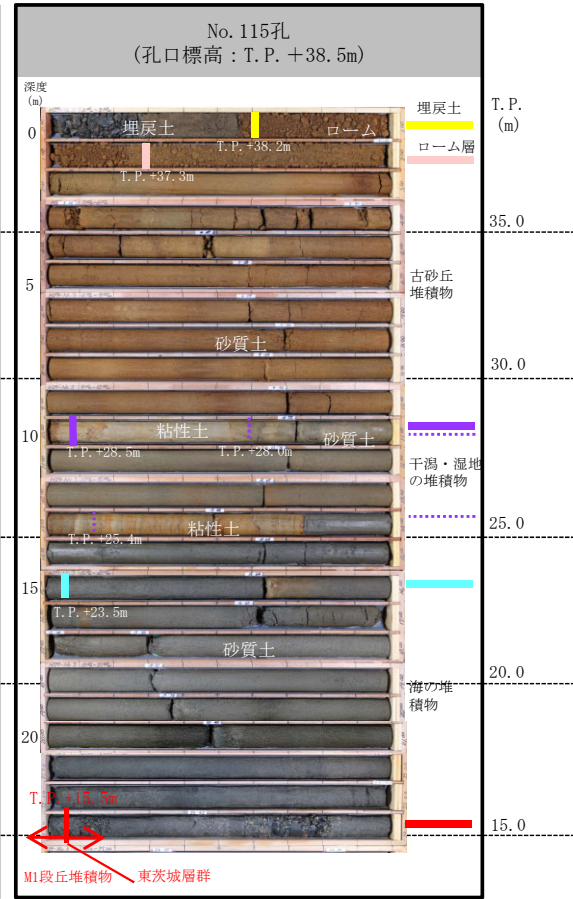 No.115孔
(孔口標高：T.P.＋38.5m)
深度
(m)
T.P.
(m)
埋戻土
0
埋戻土
ローム
T.P.+38.2m
ローム層
T.P.+37.3m
35.0
5
古砂丘
堆積物
砂質土
30.0
10
粘性土
砂質土
T.P.+28.5m
T.P.+28.0m
干潟・湿地
の堆積物
25.0
粘性土
T.P.+25.4m
15
T.P.+23.5m
砂質土
20.0
海の堆
積物
20
T.P.+15.5m
15.0
M1段丘堆積物
東茨城層群